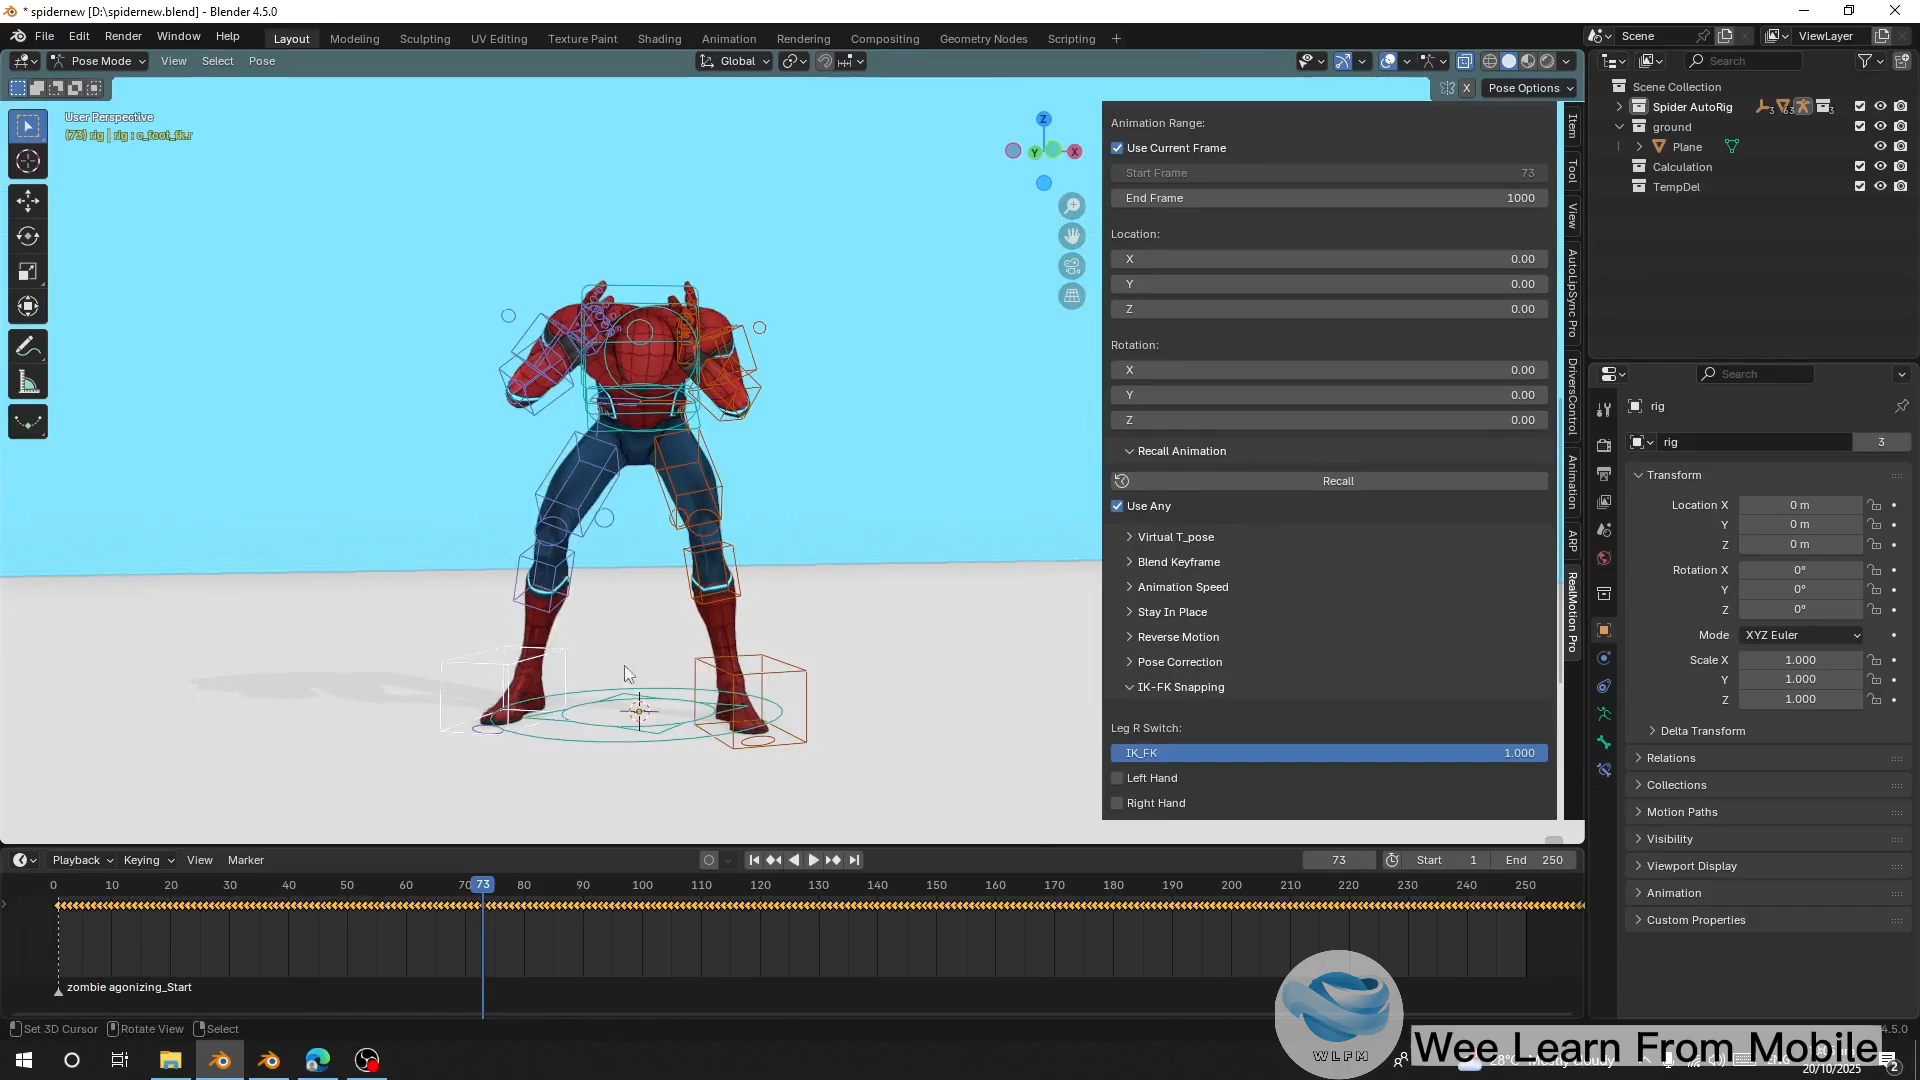 * spidernew [D:\spidernew.blend] - Blender 4.5.0
File Edit Render Window Help
Layout Modeling Sculpting UV Editing Texture Paint Shading Animation Rendering Compositing Geometry Nodes Scripting +
Scene ViewLayer
Pose Mode View Select Pose Global
Search
X Pose Options
Scene Collection
Spider AutoRig 3 63 3
ground
Plane
Calculation
TempDel
User Perspective
(73) rig | rig : c_foot_fk.r
Z
Y X
Item
Tool
View
AutoLipSync Pro
DriversControl
Animation
ARP
RealMotion Pro
Animation Range:
Use Current Frame
Start Frame 73
End Frame 1000
Location:
X 0.00
Y 0.00
Z 0.00
Rotation:
X 0.00
Y 0.00
Z 0.00
Recall Animation
Recall
Use Any
Virtual T_pose
Blend Keyframe
Animation Speed
Stay In Place
Reverse Motion
Pose Correction
IK-FK Snapping
Leg R Switch:
IK_FK 1.000
Left Hand
Right Hand
Search
rig
rig 3
Transform
Location X 0 m
Y 0 m
Z 0 m
Rotation X 0°
Y 0°
Z 0°
Mode XYZ Euler
Scale X 1.000
Y 1.000
Z 1.000
Delta Transform
Relations
Collections
Motion Paths
Visibility
Viewport Display
Animation
Custom Properties
Playback Keying View Marker
73 Start 1 End 250
0 10 20 30 40 50 60 70 73 80 90 100 110 120 130 140 150 160 170 180 190 200 210 220 230 240 250
zombie agonizing_Start
Set 3D Cursor Rotate View Select
4.5.0
WLFM
Wee Learn From Mobile
20/10/2025
2